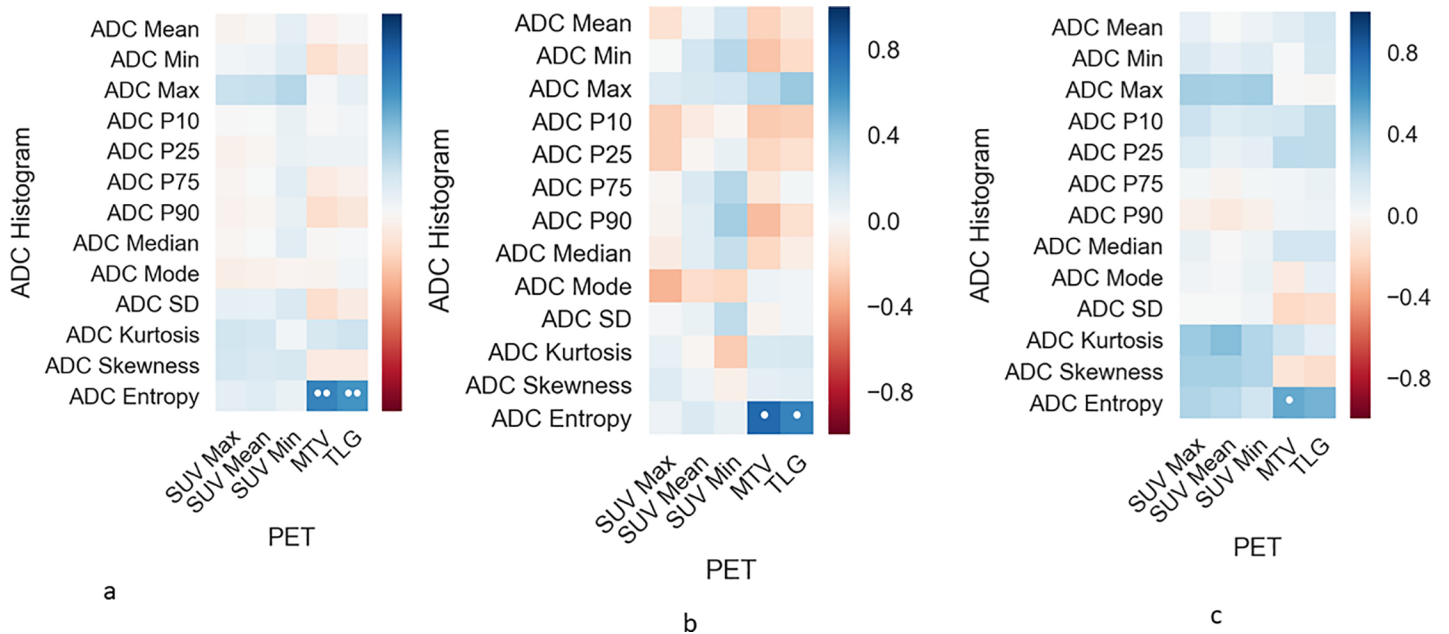 ADC Histogram
ADC Mean
ADC Min
ADC Max
ADC P10
ADC P25
ADC P75
ADC P90
ADC Median
ADC Mode
ADC SD
ADC Kurtosis
ADC Skewness
ADC Entropy
SUV Max
SUV Mean
SUV Min
MTV
TLG
PET
a
ADC Histogram
ADC Mean
ADC Min
ADC Max
ADC P10
ADC P25
ADC P75
ADC P90
ADC Median
ADC Mode
ADC SD
ADC Kurtosis
ADC Skewness
ADC Entropy
SUV Max
SUV Mean
SUV Min
MTV
TLG
PET
0.8
0.4
0.0
−0.4
−0.8
b
ADC Histogram
ADC Mean
ADC Min
ADC Max
ADC P10
ADC P25
ADC P75
ADC P90
ADC Median
ADC Mode
ADC SD
ADC Kurtosis
ADC Skewness
ADC Entropy
SUV Max
SUV Mean
SUV Min
MTV
TLG
PET
0.8
0.4
0.0
−0.4
−0.8
c